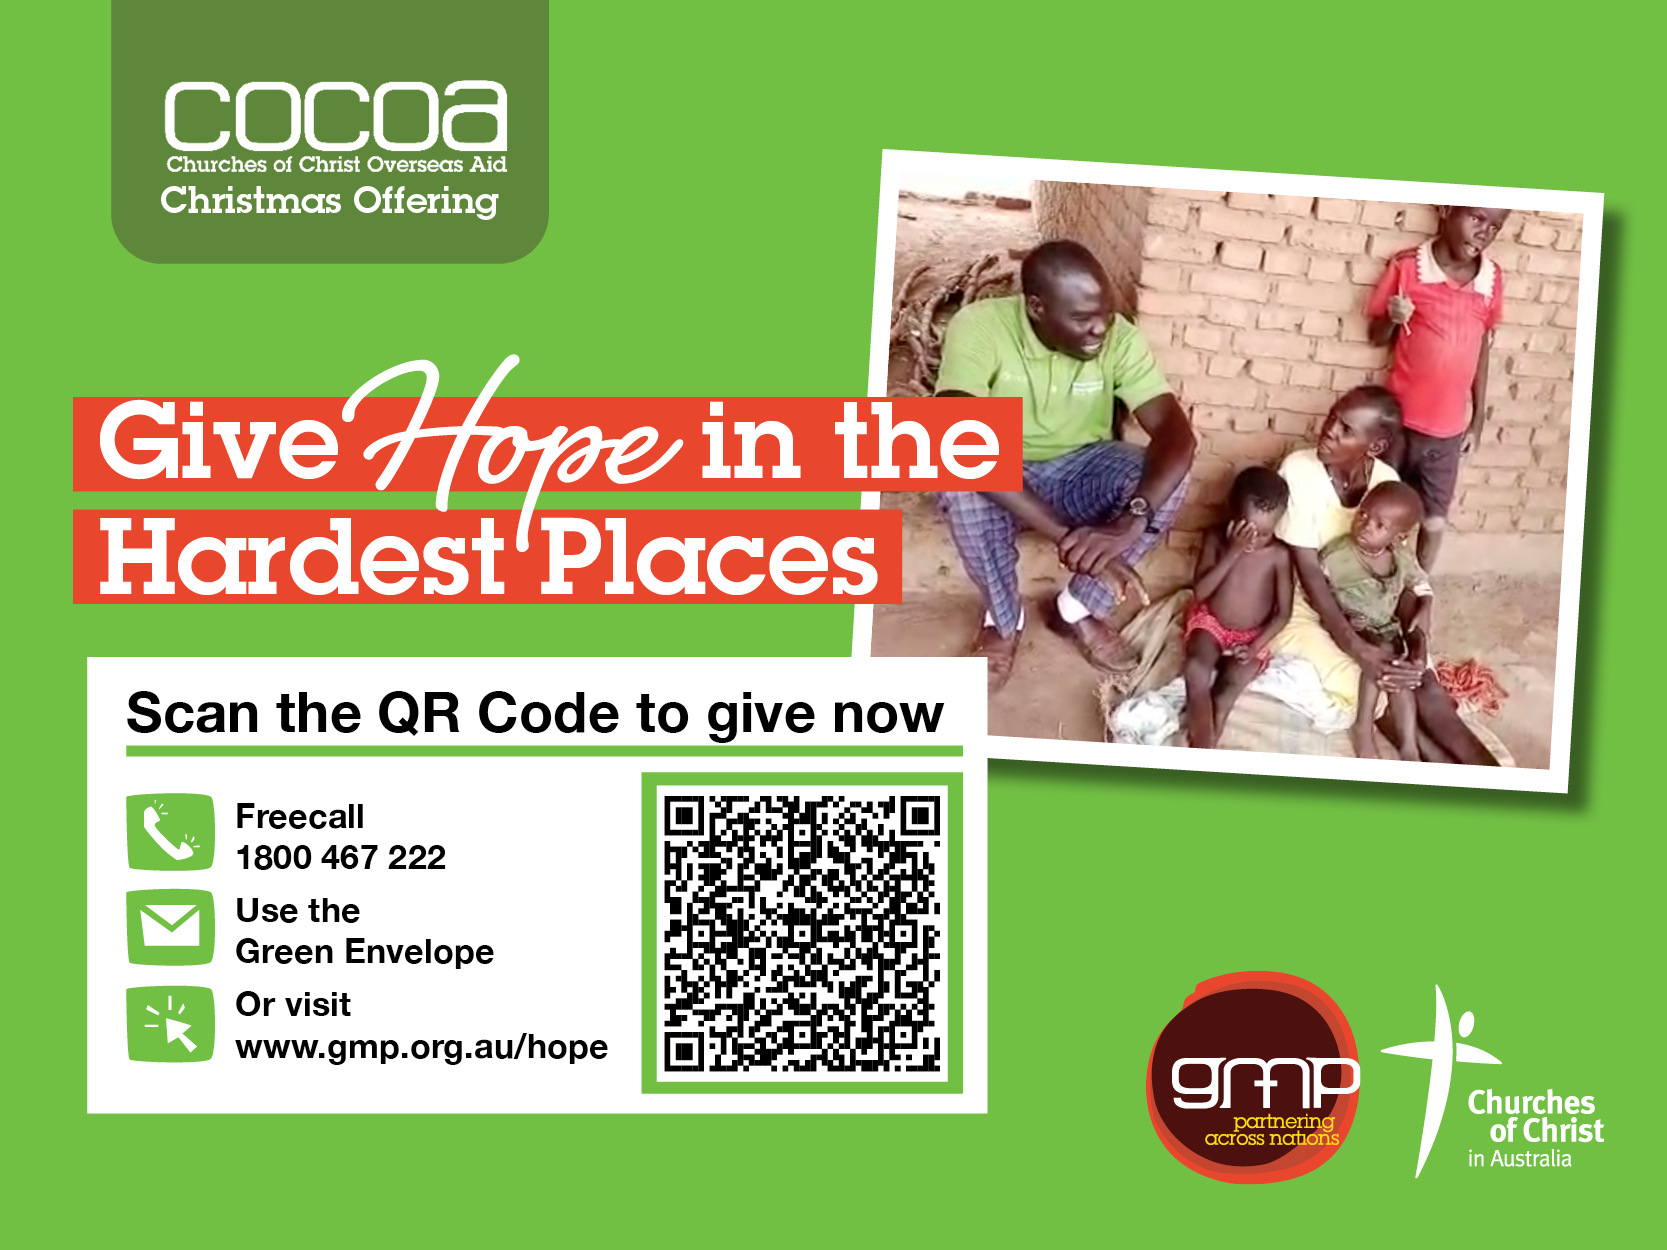 cocoa
Churches of Christ Overseas Aid
Christmas Offering
Give Hope in the
Hardest Places
Scan the QR Code to give now
Freecall
1800 467 222
Use the
Green Envelope
Or visit
www.gmp.org.au/hope
gmp
partnering
across nations
Churches
of Christ
in Australia